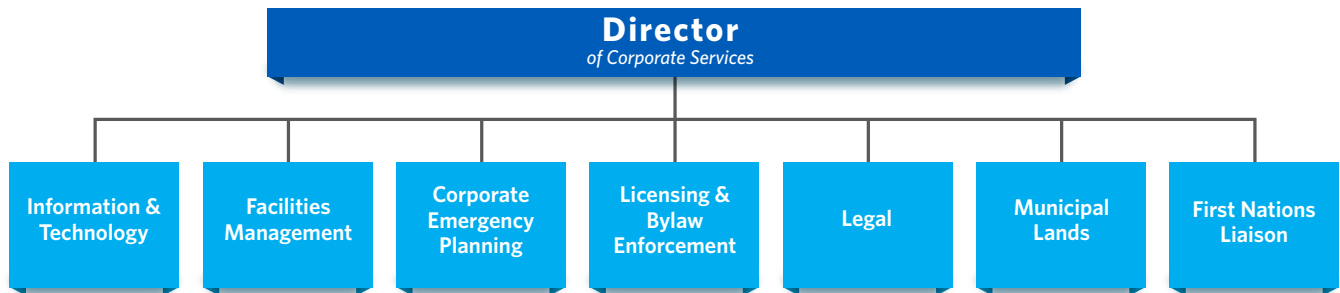 Director
of Corporate Services
Information &
Technology
Facilities
Management
Corporate
Emergency
Planning
Licensing &
Bylaw
Enforcement
Legal
Municipal
Lands
First Nations
Liaison